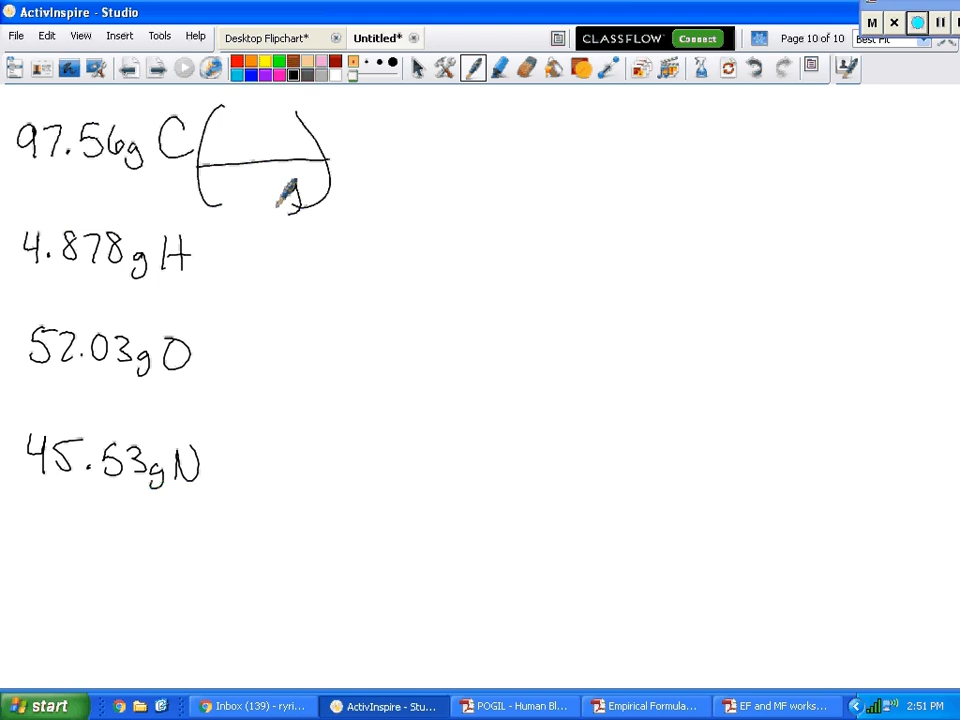 ActivInspire - Studio
M
File Edit View Insert Tools Help
Desktop Flipchart*
Untitled*
CLASSFLOW Connect
Page 10 of 10
Best Fit
97.56g C
4.878g H
52.03g O
45.53g N
start
Inbox (139) - ryri...
ActivInspire - Stu...
POGIL - Human Bl...
Empirical Formula...
EF and MF works...
2:51 PM